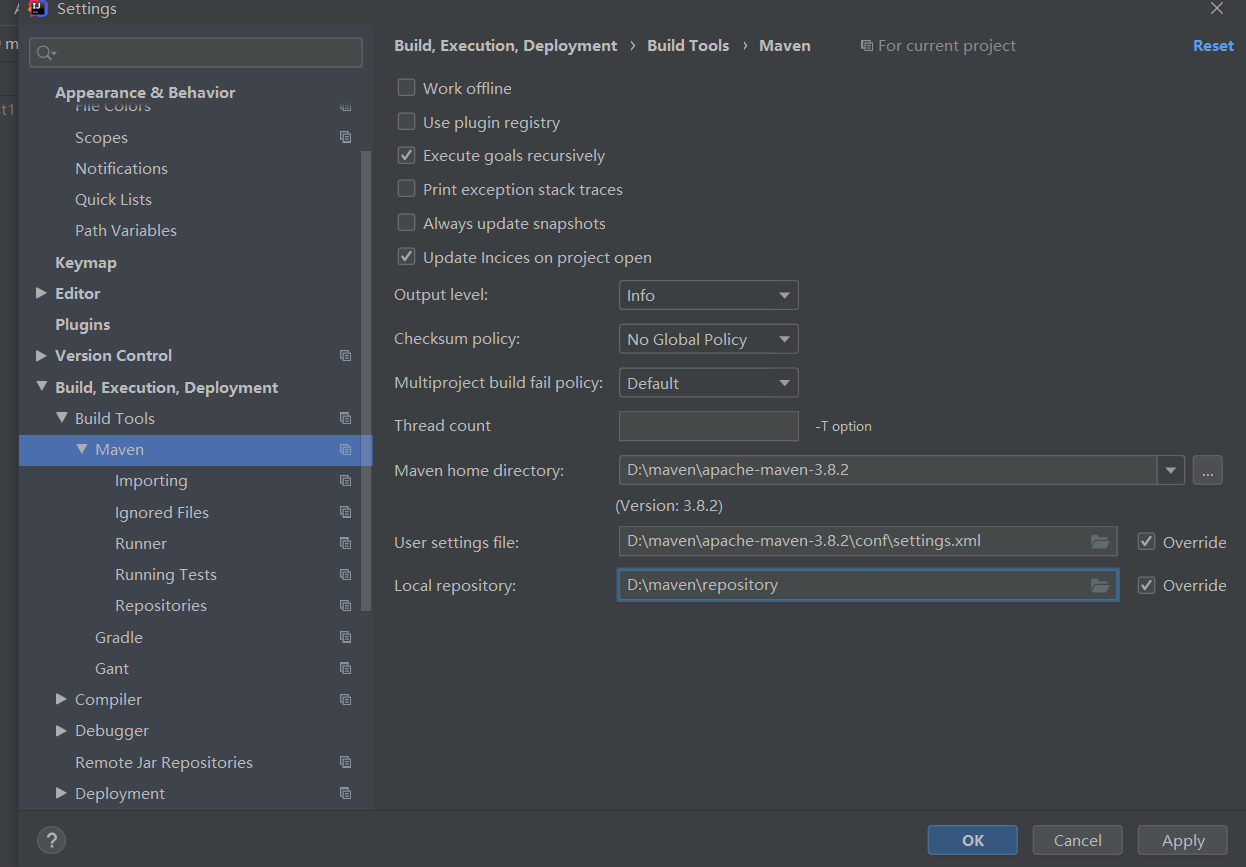 Settings
Build, Execution, Deployment › Build Tools › Maven For current project Reset
Appearance & Behavior
File Colors
Scopes
Notifications
Quick Lists
Path Variables
Keymap
Editor
Plugins
Version Control
Build, Execution, Deployment
Build Tools
Maven
Importing
Ignored Files
Runner
Running Tests
Repositories
Gradle
Gant
Compiler
Debugger
Remote Jar Repositories
Deployment
Work offline
Use plugin registry
Execute goals recursively
Print exception stack traces
Always update snapshots
Update Incices on project open
Output level: Info
Checksum policy: No Global Policy
Multiproject build fail policy: Default
Thread count -T option
Maven home directory: D:\maven\apache-maven-3.8.2 ...
(Version: 3.8.2)
User settings file: D:\maven\apache-maven-3.8.2\conf\settings.xml Override
Local repository: D:\maven\repository Override
? OK Cancel Apply